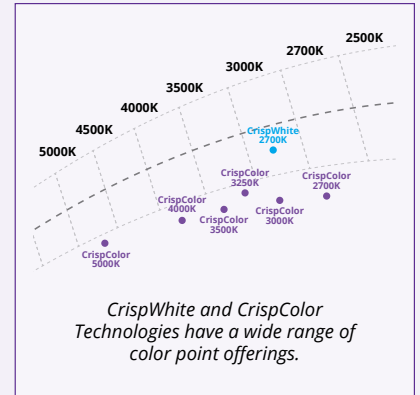 2500K
2700K
3000K
3500K
4000K
4500K
5000K
CrispWhite
2700K
CrispColor
3250K
CrispColor
2700K
CrispColor
4000K
CrispColor
3500K
CrispColor
3000K
CrispColor
5000K
CrispWhite and CrispColor
Technologies have a wide range of
color point offerings.